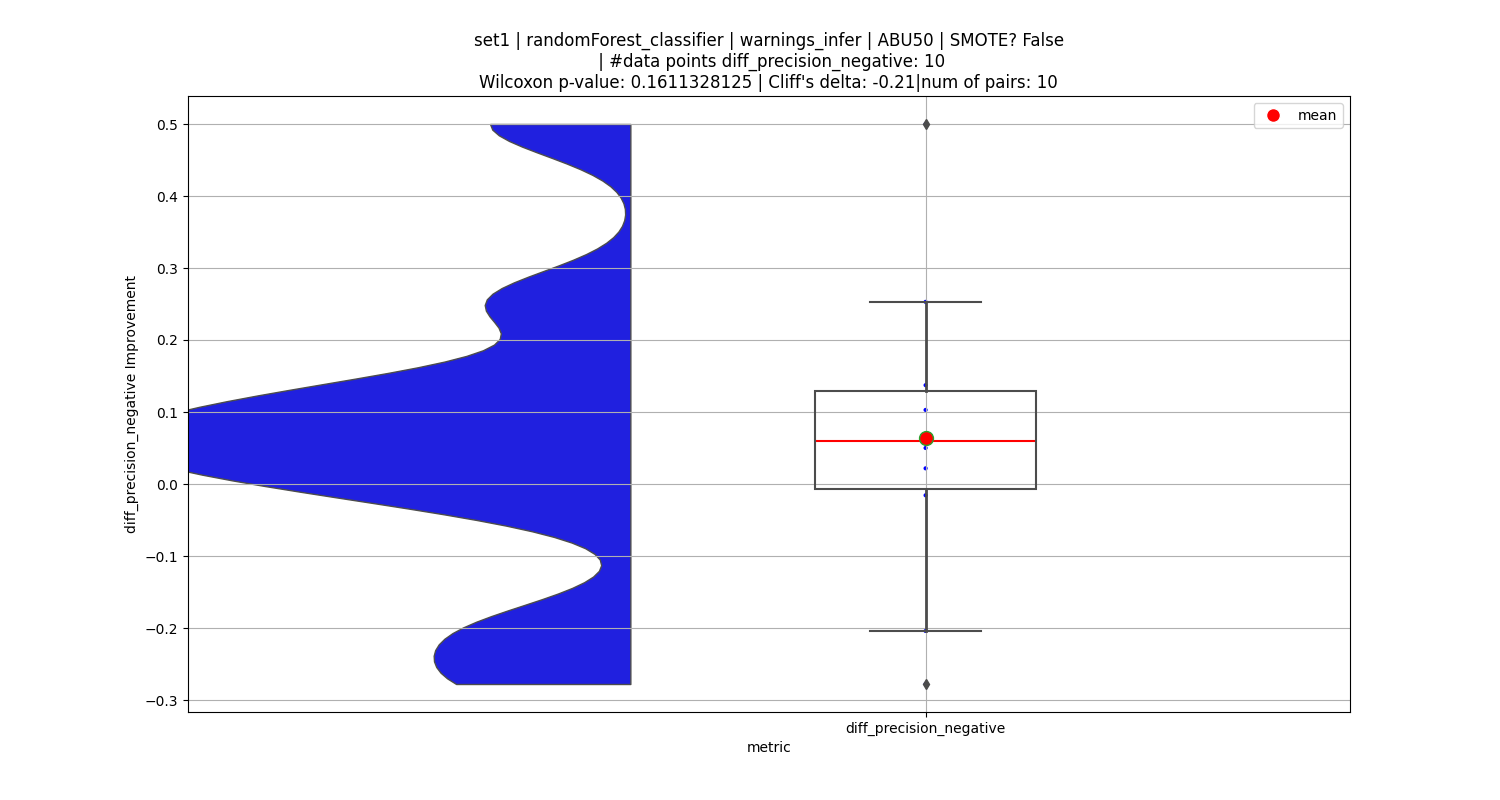 set1 | randomForest_classifier | warnings_infer | ABU50 | SMOTE? False
| #data points diff_precision_negative: 10
Wilcoxon p-value: 0.1611328125 | Cliff's delta: -0.21|num of pairs: 10
mean
0.5
0.4
0.3
0.2
0.1
0.0
−0.1
−0.2
−0.3
diff_precision_negative Improvement
diff_precision_negative
metric